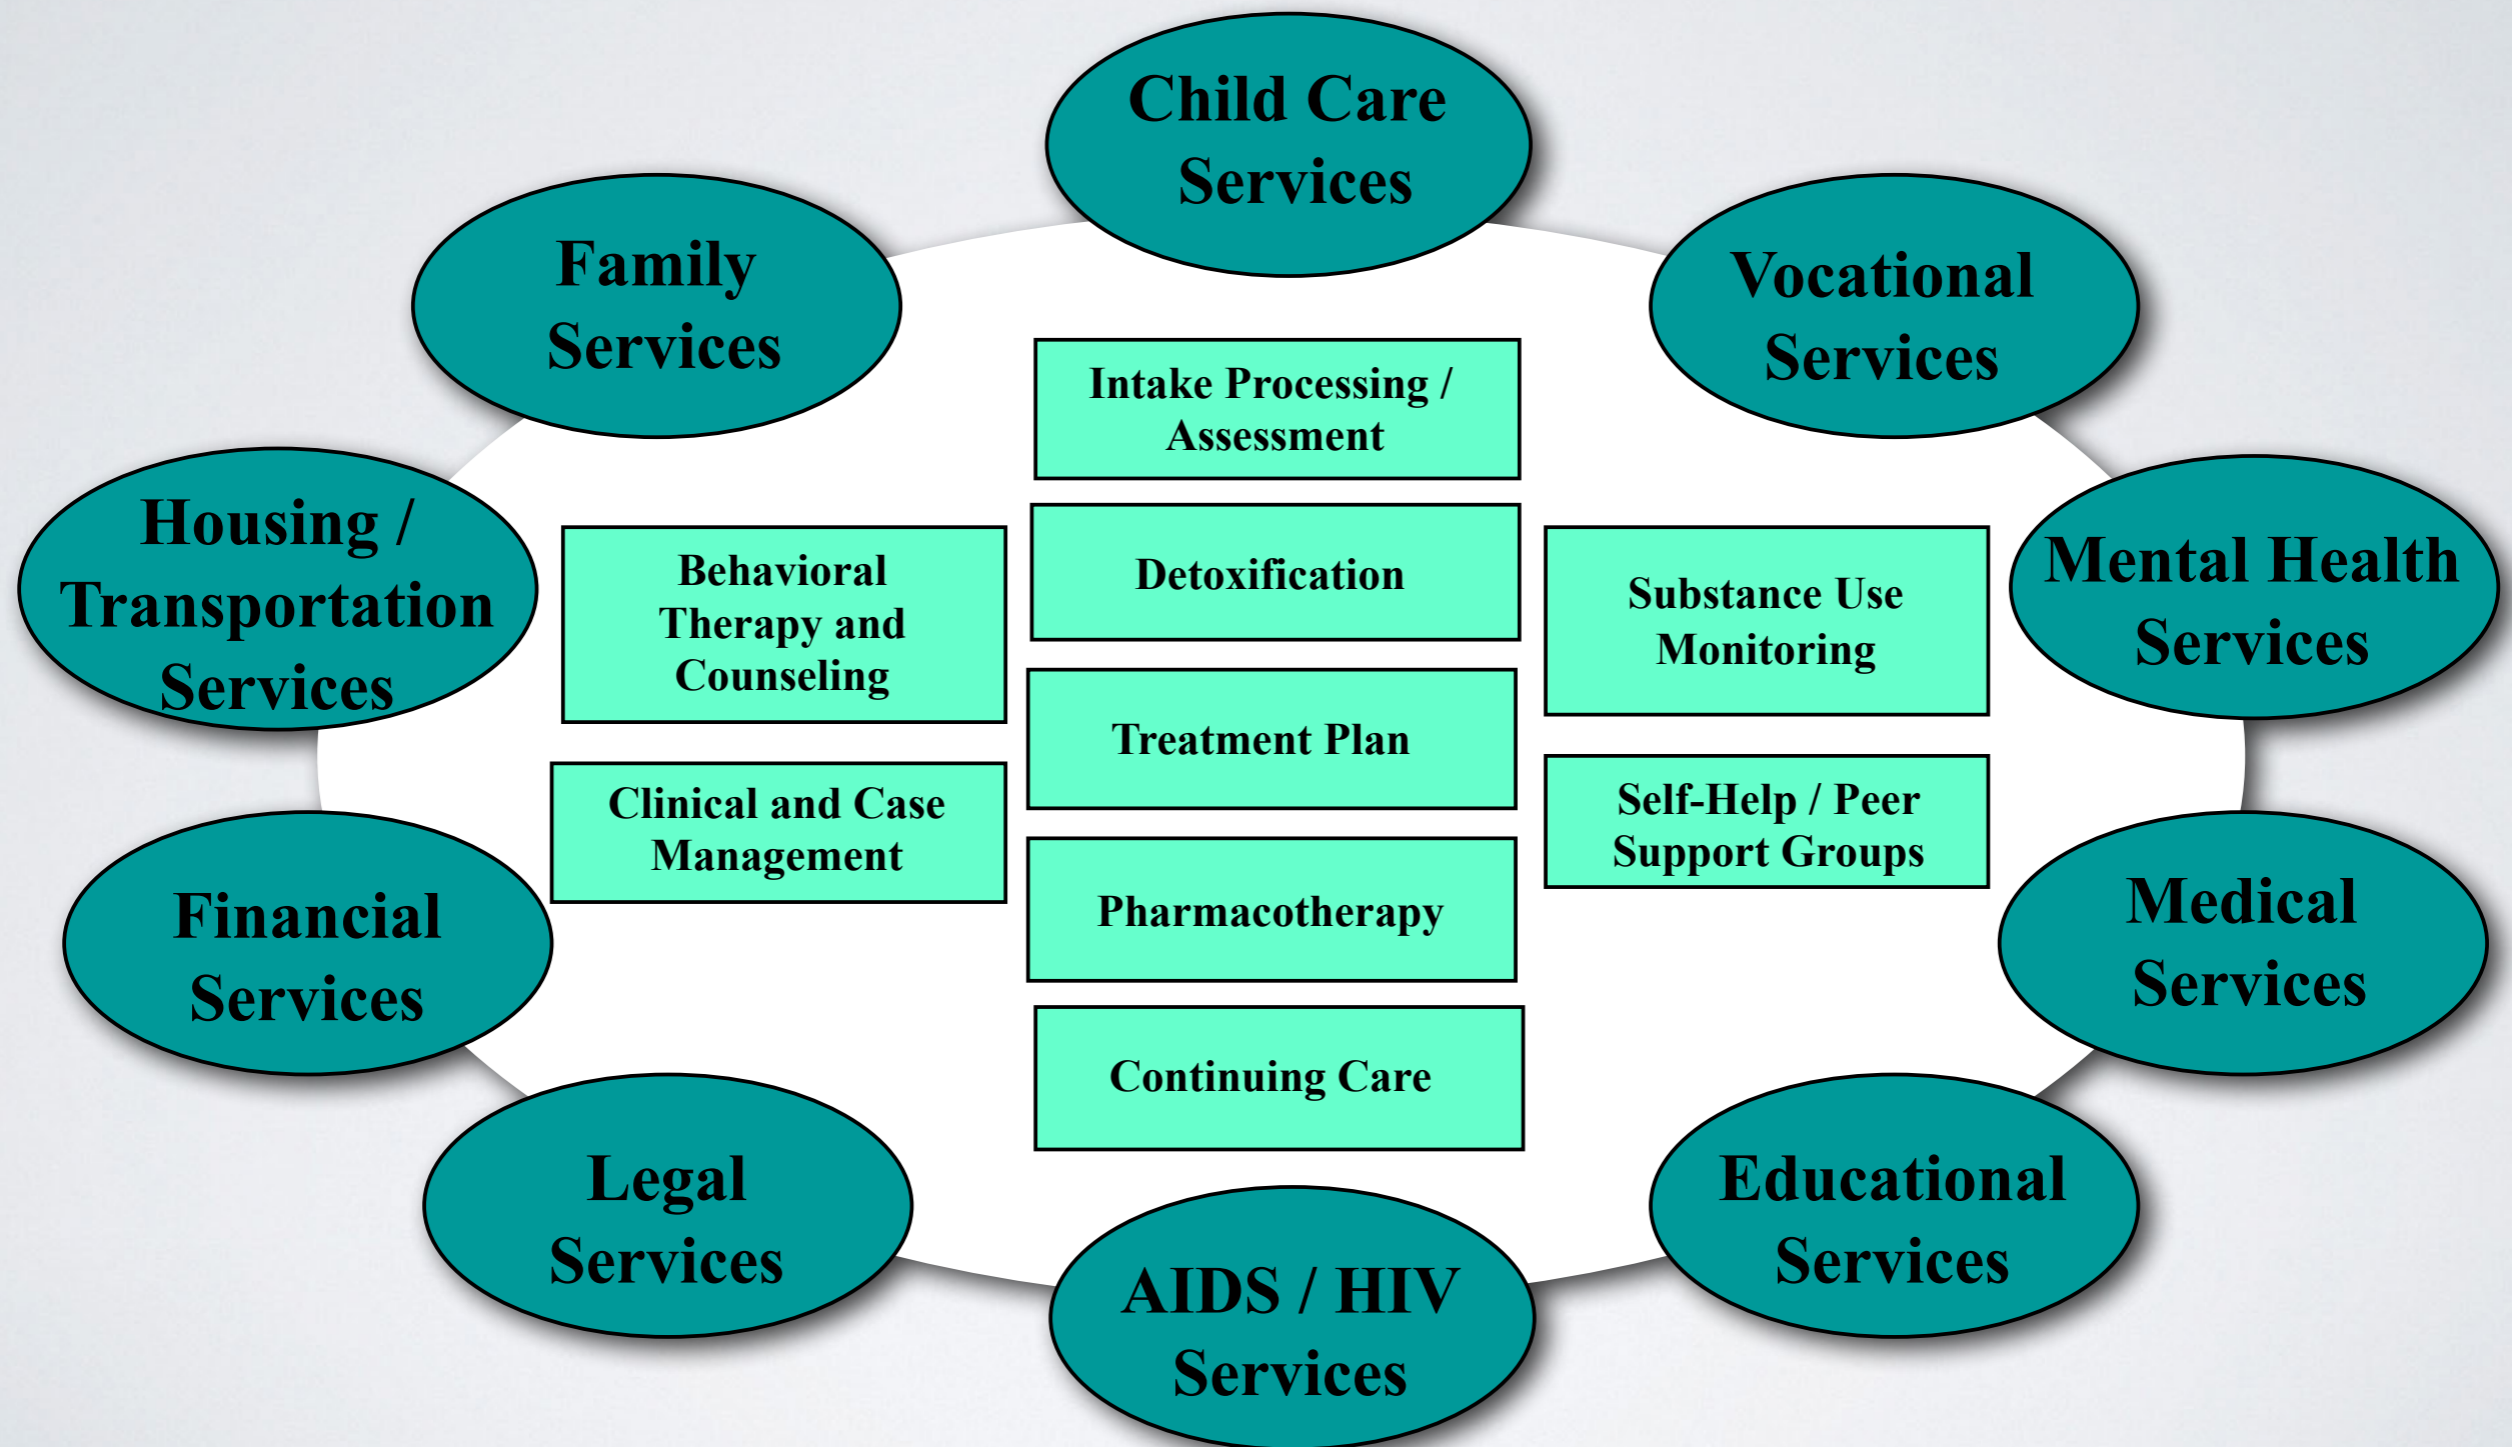 Child Care
Services
Family
Services
Vocational
Services
Housing /
Transportation
Services
Mental Health
Services
Intake Processing /
Assessment
Behavioral
Therapy and
Counseling
Detoxification
Substance Use
Monitoring
Treatment Plan
Clinical and Case
Management
Self-Help / Peer
Support Groups
Pharmacotherapy
Continuing Care
Financial
Services
Medical
Services
Legal
Services
Educational
Services
AIDS / HIV
Services